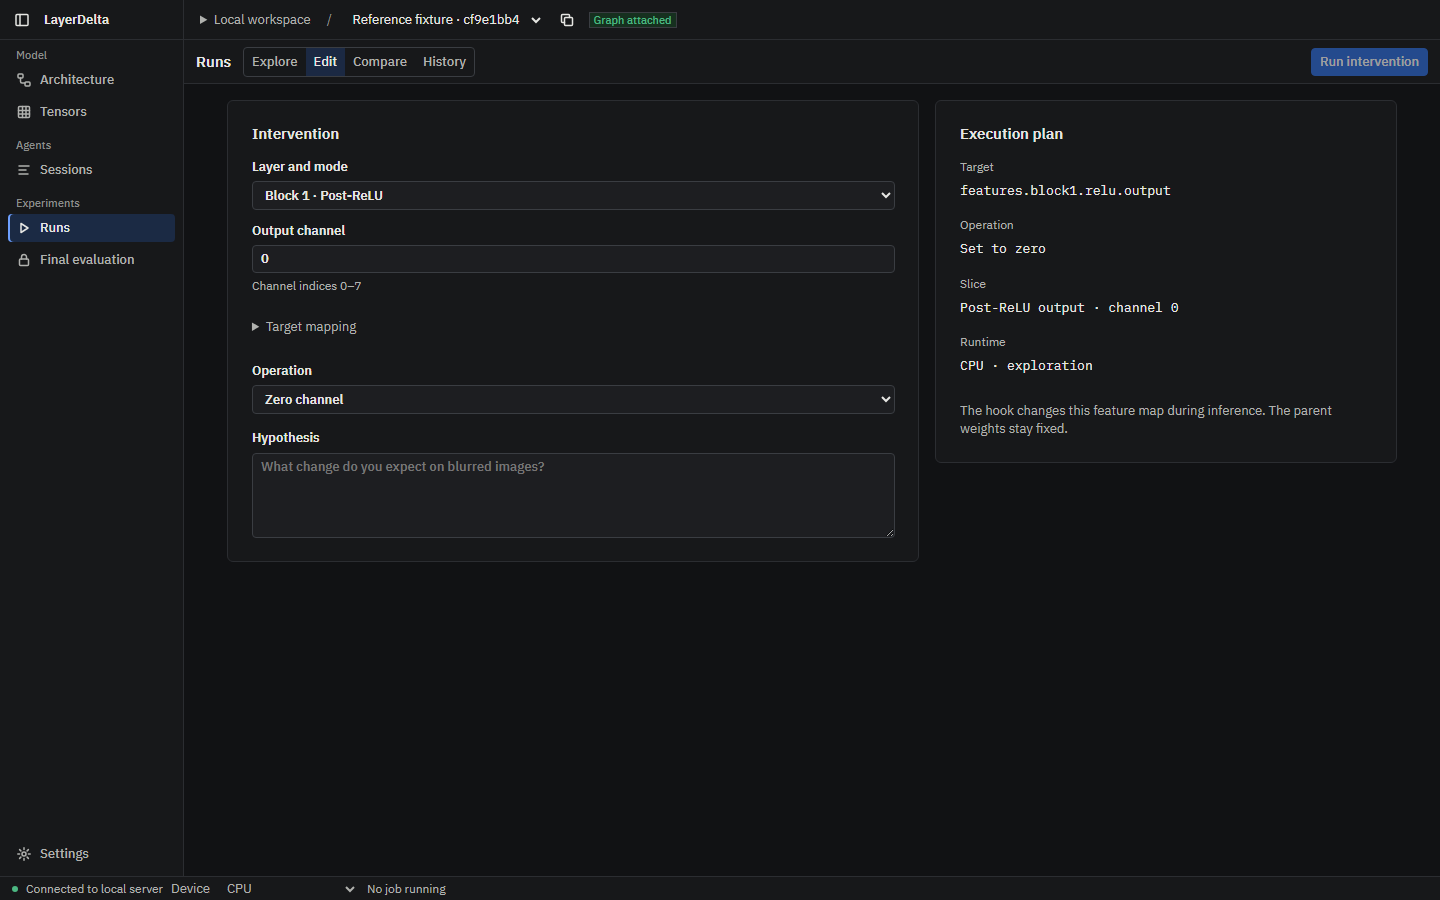 LayerDelta
Local workspace / Reference fixture · cf9e1bb4 Graph attached
Model
Architecture
Tensors
Agents
Sessions
Experiments
Runs
Final evaluation
Settings
Runs Explore Edit Compare History Run intervention
Intervention
Layer and mode
Block 1 · Post-ReLU
Output channel
0
Channel indices 0–7
Target mapping
Operation
Zero channel
Hypothesis
What change do you expect on blurred images?
Execution plan
Target
features.block1.relu.output
Operation
Set to zero
Slice
Post-ReLU output · channel 0
Runtime
CPU · exploration
The hook changes this feature map during inference. The parent
weights stay fixed.
Connected to local server Device CPU No job running